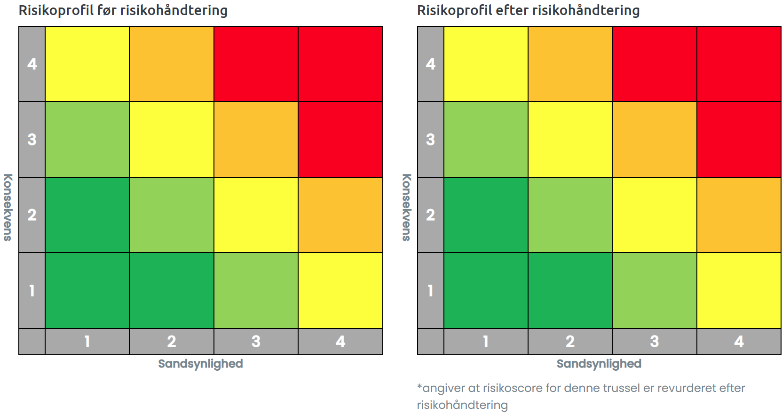 Risikoprofil før risikohåndtering
4
3
2
1
Konsekvens
1 2 3 4
Sandsynlighed
Risikoprofil efter risikohåndtering
4
3
2
1
Konsekvens
1 2 3 4
Sandsynlighed
*angiver at risikoscore for denne trussel er revurderet efter
risikohåndtering